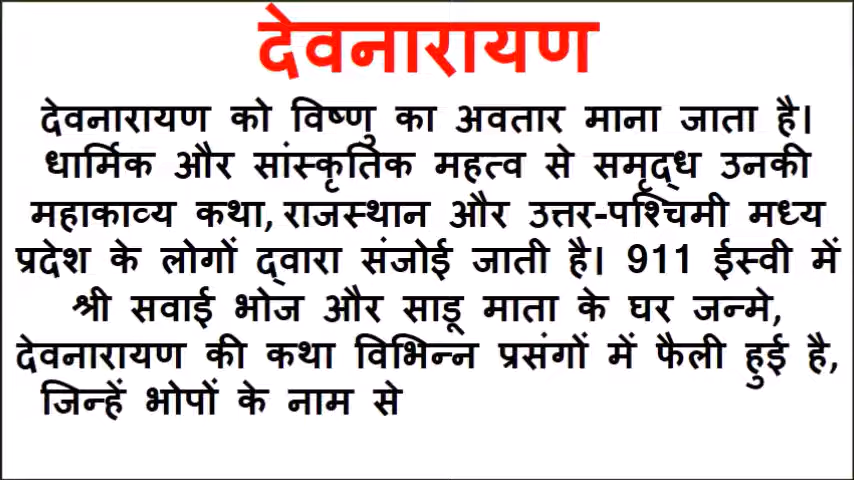 देवनारायण
देवनारायण को विष्णु का अवतार माना जाता है।
धार्मिक और सांस्कृतिक महत्व से समृद्ध उनकी
महाकाव्य कथा, राजस्थान और उत्तर-पश्चिमी मध्य
प्रदेश के लोगों द्वारा संजोई जाती है। 911 ईस्वी में
श्री सवाई भोज और साडू माता के घर जन्मे,
देवनारायण की कथा विभिन्न प्रसंगों में फैली हुई है,
जिन्हें भोपों के नाम से